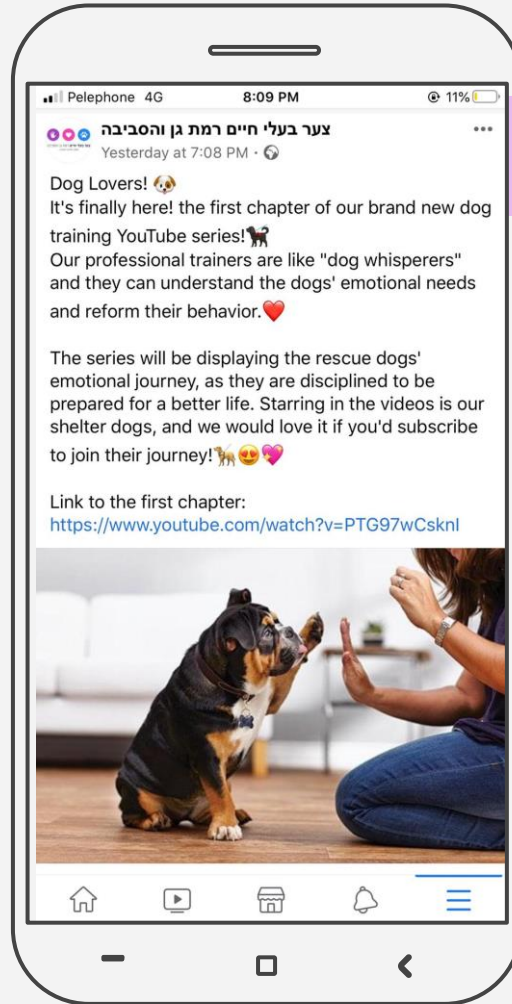 Pelephone 4G 8:09 PM 11%
צער בעלי חיים רמת גן והסביבה
Yesterday at 7:08 PM ·
Dog Lovers! 🐶
It's finally here! the first chapter of our brand new dog
training YouTube series!🐕‍🦺
Our professional trainers are like "dog whisperers"
and they can understand the dogs' emotional needs
and reform their behavior.❤️
The series will be displaying the rescue dogs'
emotional journey, as they are disciplined to be
prepared for a better life. Starring in the videos is our
shelter dogs, and we would love it if you'd subscribe
to join their journey!🐕😍💖
Link to the first chapter:
https://www.youtube.com/watch?v=PTG97wCsknI